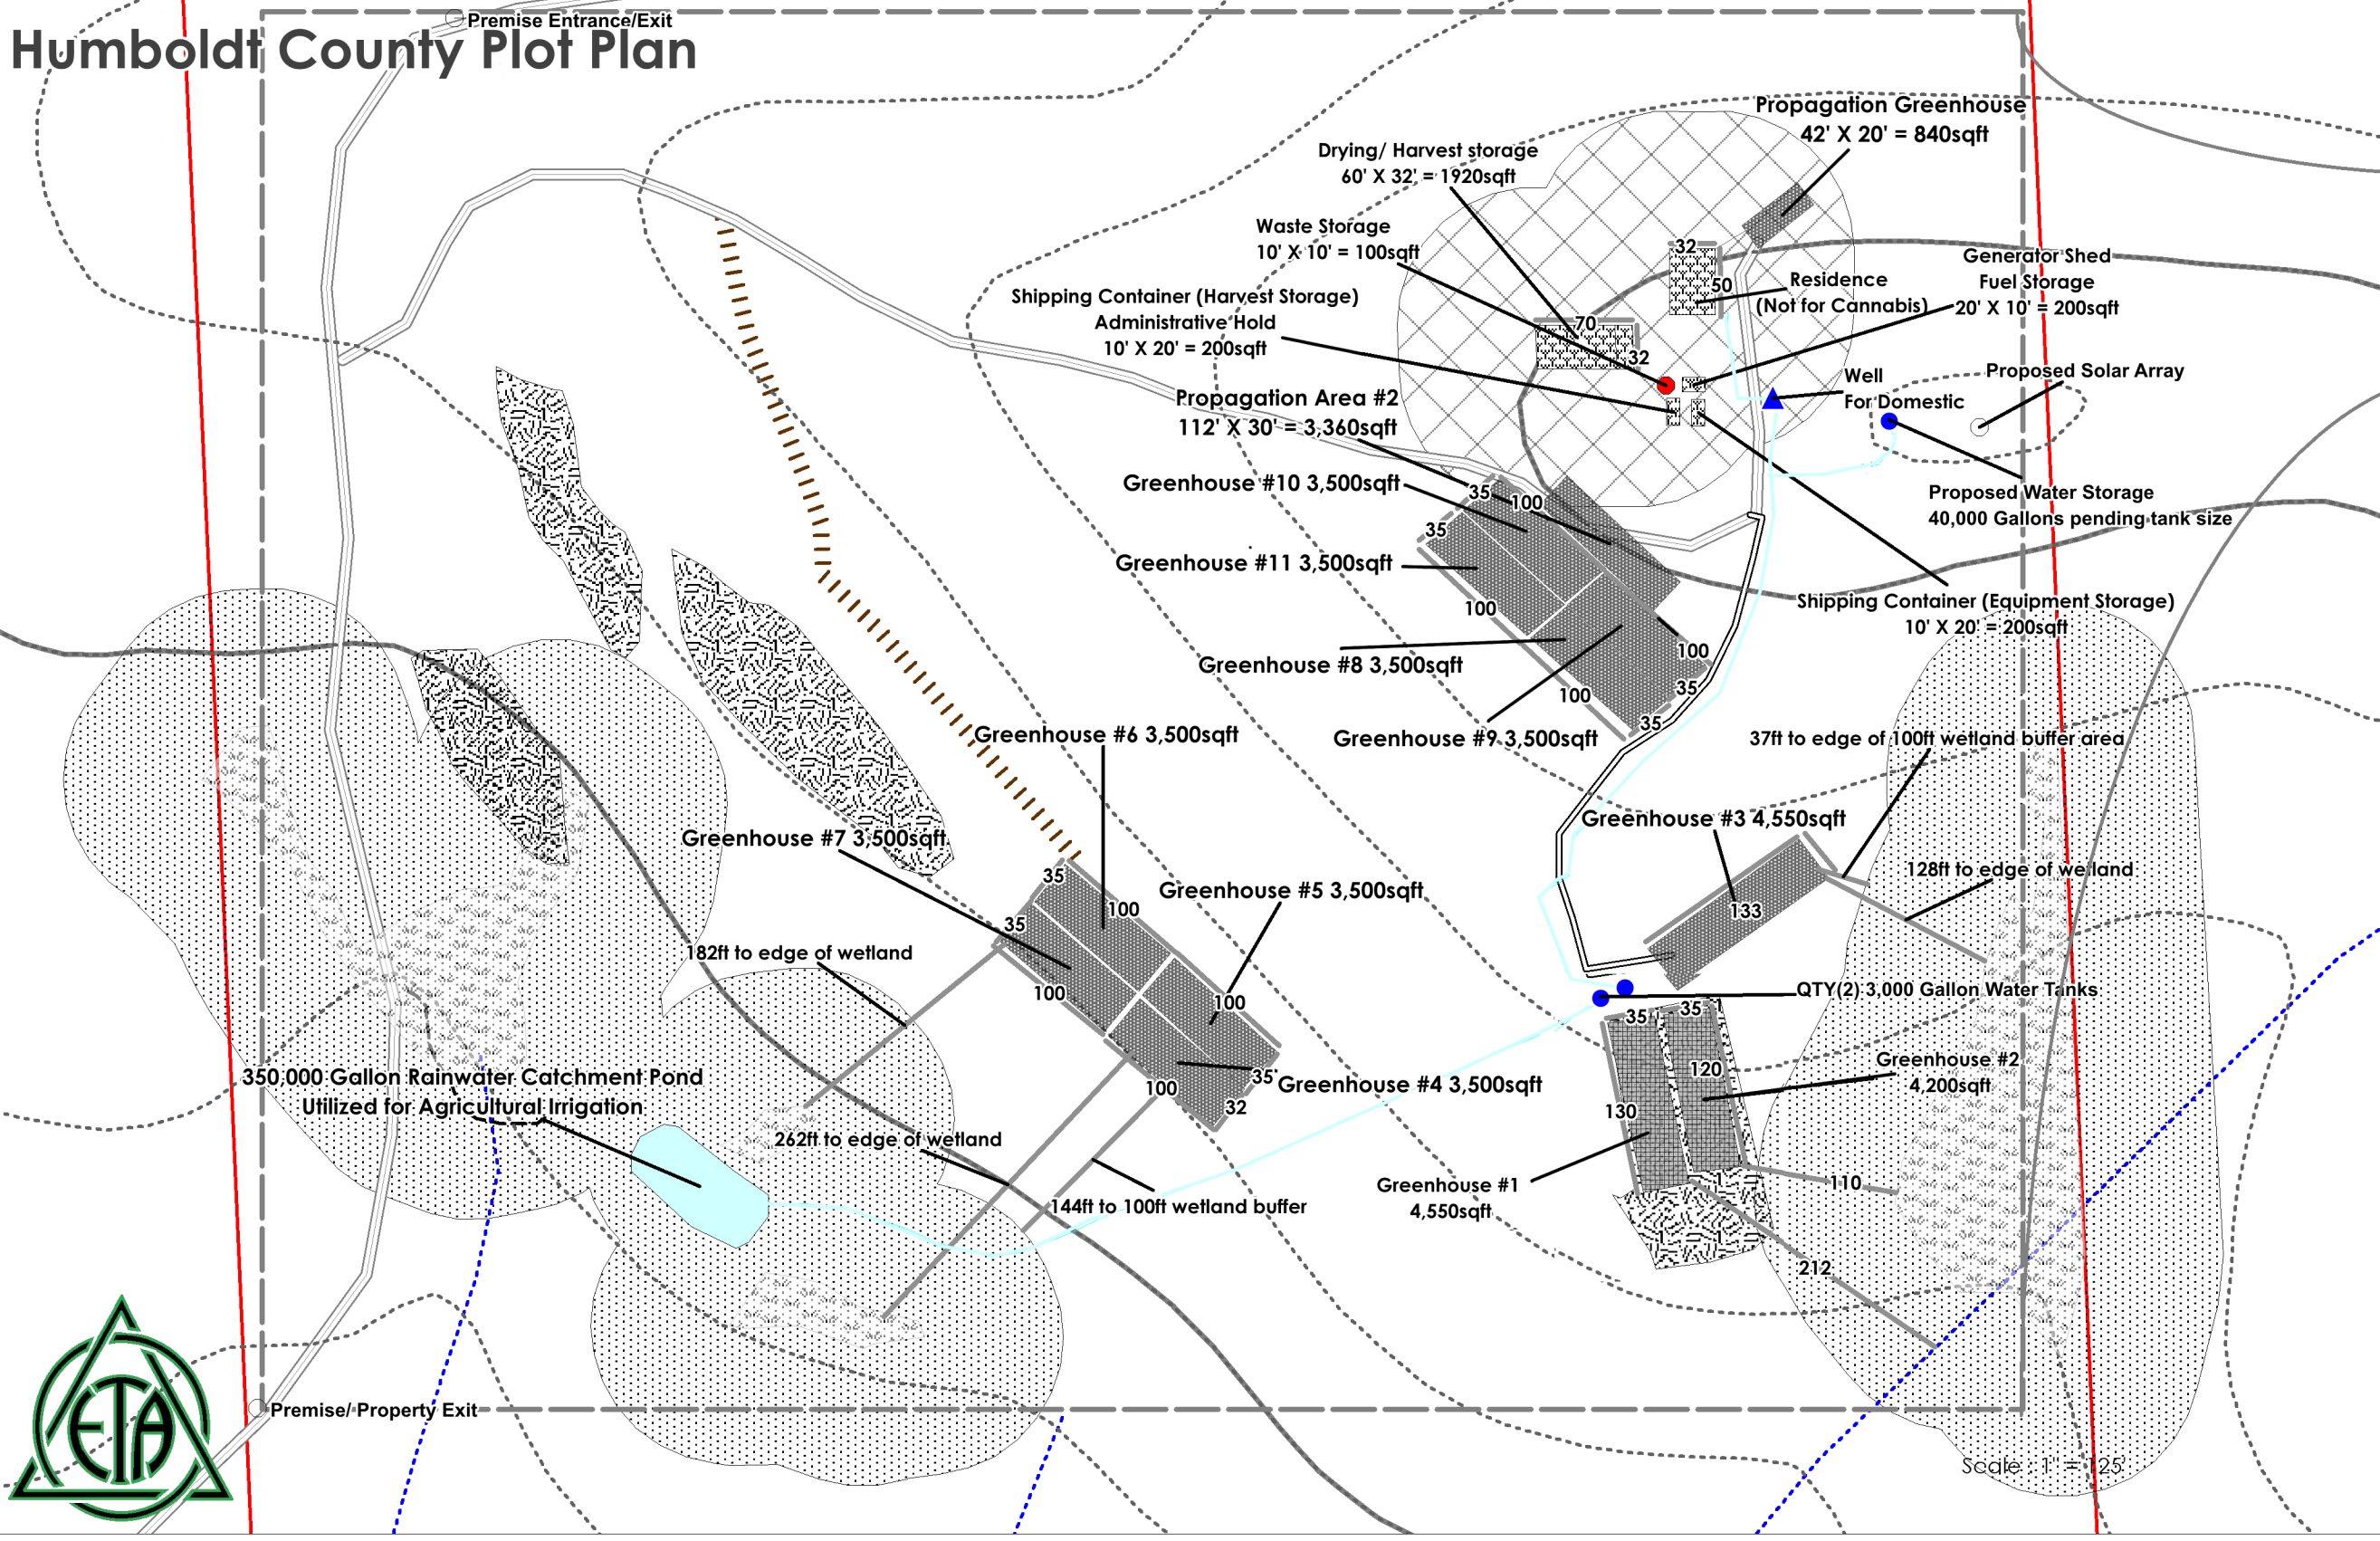 Premise Entrance/Exit
Humboldt County Plot Plan
Propagation Greenhouse
42' X 20' = 840sqft
Drying/ Harvest storage
60' X 32' = 1920sqft
Waste Storage
10' X 10' = 100sqft
32
50
Residence
(Not for Cannabis)
Generator Shed
Fuel Storage
20' X 10' = 200sqft
Shipping Container (Harvest Storage)
Administrative Hold
10' X 20' = 200sqft
70
32
Well
For Domestic
Proposed Solar Array
Propagation Area #2
112' X 30' = 3,360sqft
Greenhouse #10 3,500sqft
35
100
35
Proposed Water Storage
40,000 Gallons pending tank size
Greenhouse #11 3,500sqft
100
Shipping Container (Equipment Storage)
10' X 20' = 200sqft
Greenhouse #8 3,500sqft
100
100
35
35
Greenhouse #9 3,500sqft
Greenhouse #6 3,500sqft
37ft to edge of 100ft wetland buffer area
Greenhouse #7 3,500sqft
Greenhouse #3 4,550sqft
128ft to edge of wetland
35
100
Greenhouse #5 3,500sqft
133
35
182ft to edge of wetland
100
100
QTY(2) 3,000 Gallon Water Tanks
35
35
350,000 Gallon Rainwater Catchment Pond
Utilized for Agricultural Irrigation
35
100
32
Greenhouse #4 3,500sqft
120
Greenhouse #2
4,200sqft
130
262ft to edge of wetland
144ft to 100ft wetland buffer
Greenhouse #1
4,550sqft
110
212
ETA
Premise/ Property Exit
Scale : 1" = 125'